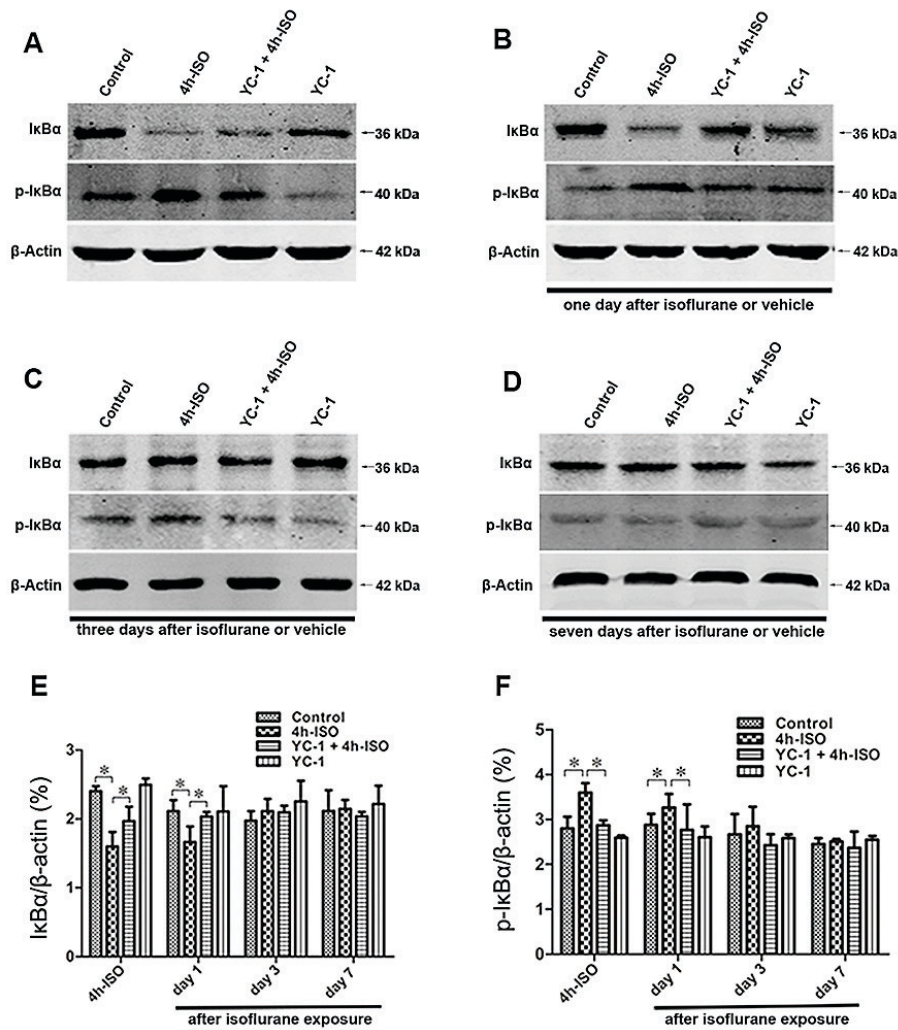 A
Control
4h-ISO
YC-1 + 4h-ISO
YC-1
IκBα
36 kDa
p-IκBα
40 kDa
β-Actin
42 kDa
B
Control
4h-ISO
YC-1 + 4h-ISO
YC-1
IκBα
36 kDa
p-IκBα
40 kDa
β-Actin
42 kDa
one day after isoflurane or vehicle
C
Control
4h-ISO
YC-1 + 4h-ISO
YC-1
IκBα
36 kDa
p-IκBα
40 kDa
β-Actin
42 kDa
three days after isoflurane or vehicle
D
Control
4h-ISO
YC-1 + 4h-ISO
YC-1
IκBα
36 kDa
p-IκBα
40 kDa
β-Actin
42 kDa
seven days after isoflurane or vehicle
E
Control
4h-ISO
YC-1 + 4h-ISO
YC-1
IκBα/β-actin (%)
3
2
1
0
* * * *
4h-ISO
day 1
day 3
day 7
after isoflurane exposure
F
Control
4h-ISO
YC-1 + 4h-ISO
YC-1
p-IκBα/β-actin (%)
5
4
3
2
1
0
* * * *
4h-ISO
day 1
day 3
day 7
after isoflurane exposure